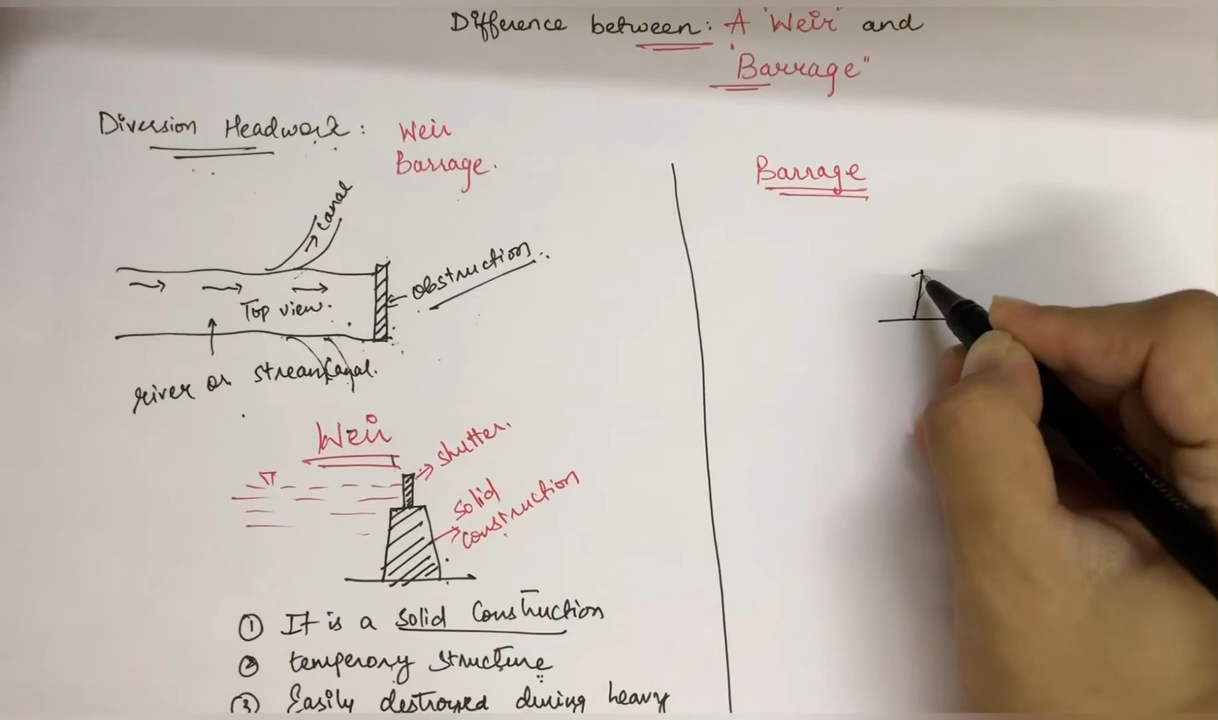 Difference between: A "Weir" and
"Barrage"
Diversion Headwork: Weir
Barrage.
Canal
obstruction.
Top view.
river or stream
Canal.
Weir
shutter.
solid
construction
① It is a solid Construction
② temperory structure
③ Easily destroyed during heavy
Barrage